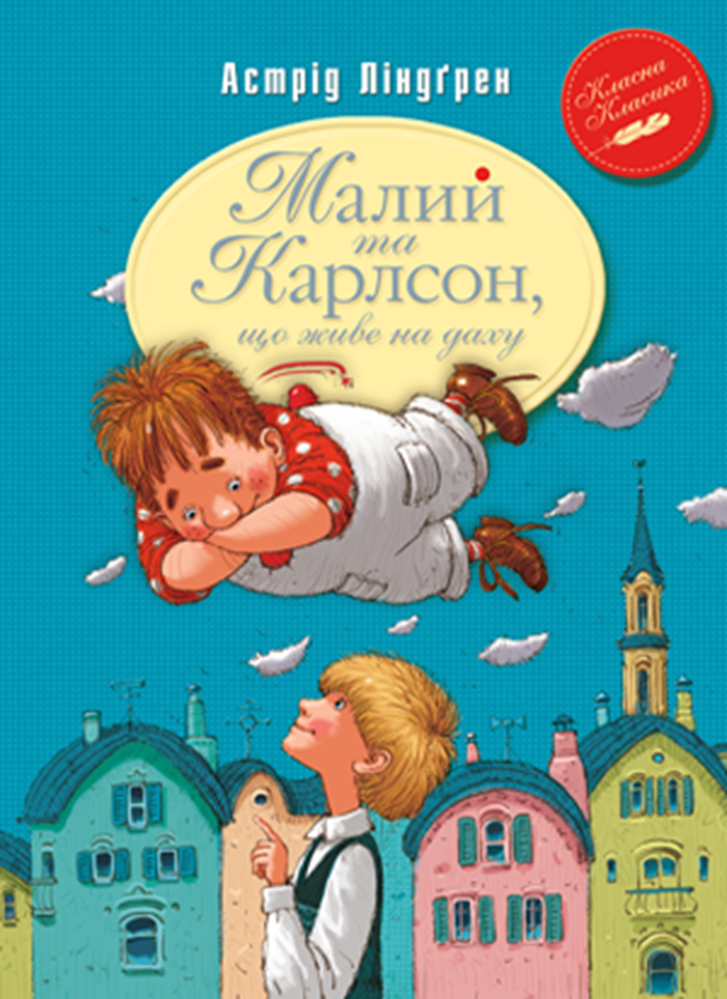 Астрід Ліндґрен
Класна
Класика
Малий
та
Карлсон,
що живе на даху